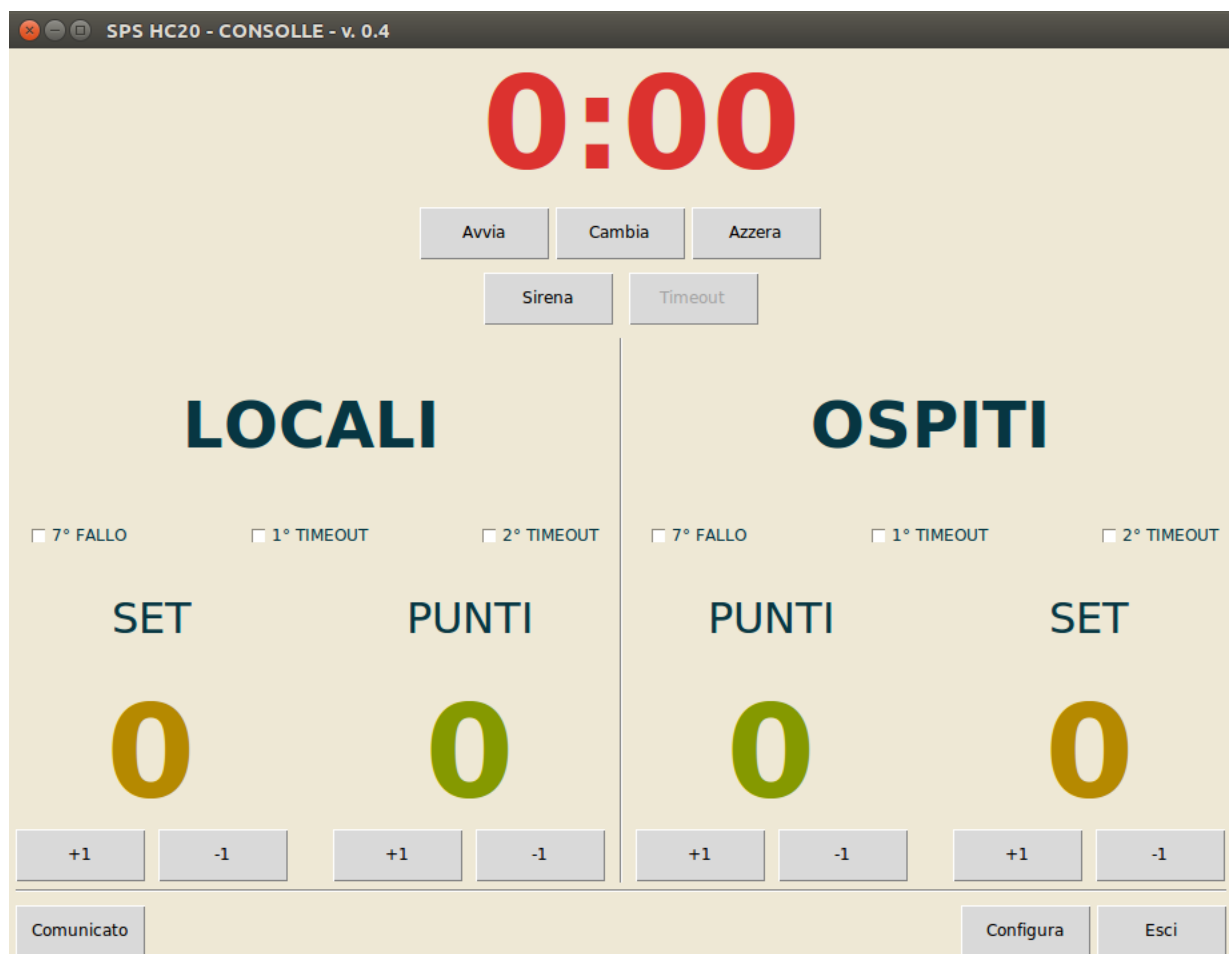 SPS HC20 - CONSOLLE - v. 0.4
0:00
Avvia Cambia Azzera
Sirena Timeout
LOCALI OSPITI
7° FALLO 1° TIMEOUT 2° TIMEOUT 7° FALLO 1° TIMEOUT 2° TIMEOUT
SET PUNTI PUNTI SET
0 0 0 0
+1 -1 +1 -1 +1 -1 +1 -1
Comunicato Configura Esci